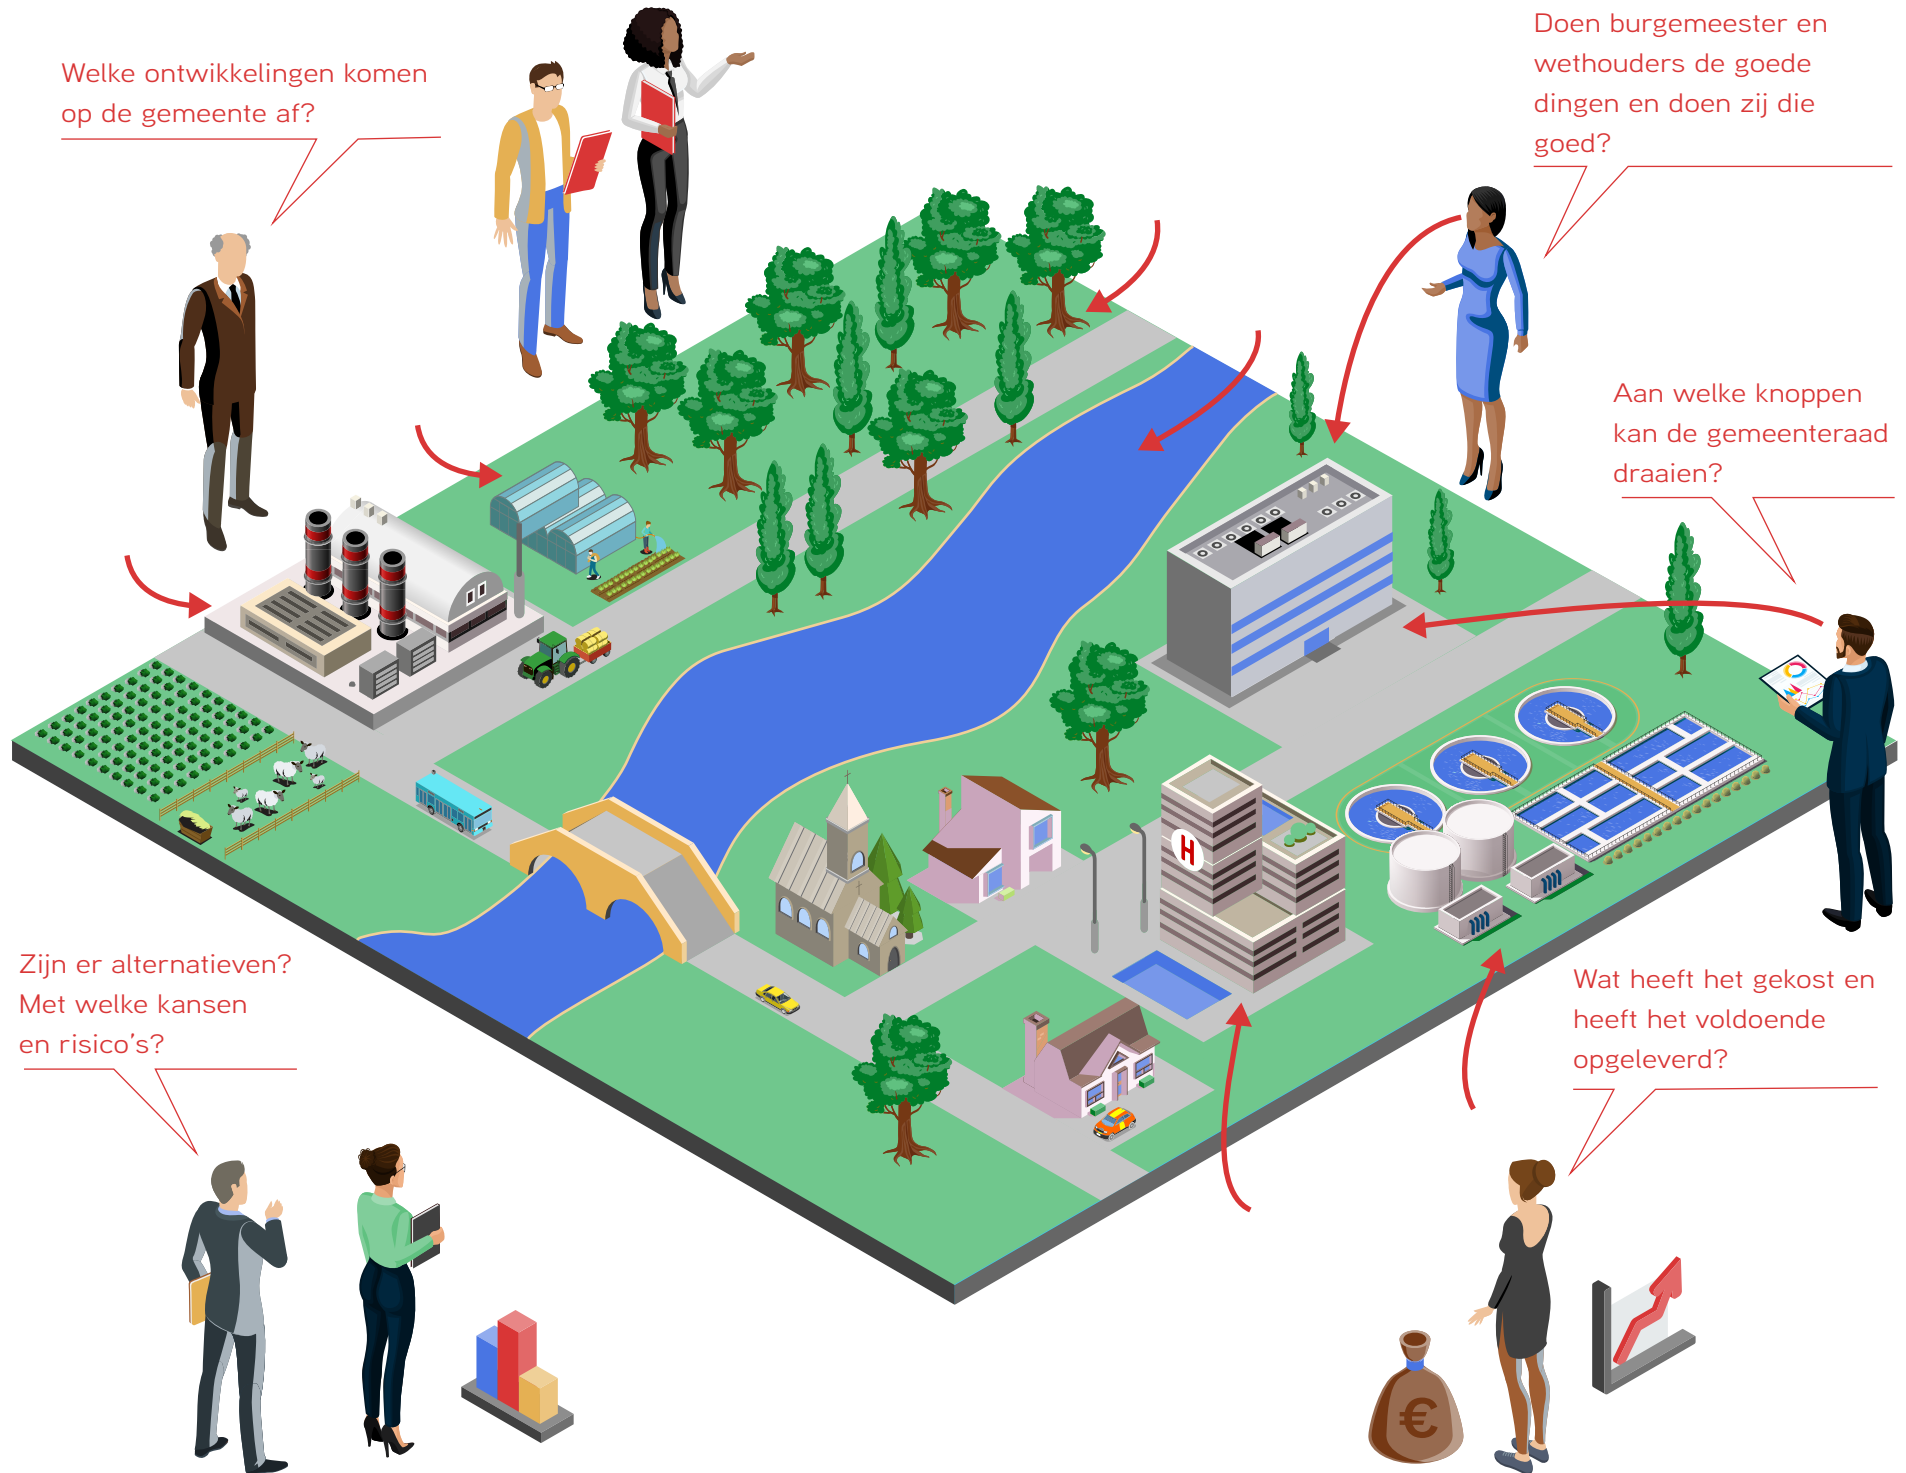 Welke ontwikkelingen komen
op de gemeente af?
Doen burgemeester en
wethouders de goede
dingen en doen zij die
goed?
Aan welke knoppen
kan de gemeenteraad
draaien?
H
Zijn er alternatieven?
Met welke kansen
en risico's?
Wat heeft het gekost en
heeft het voldoende
opgeleverd?
€